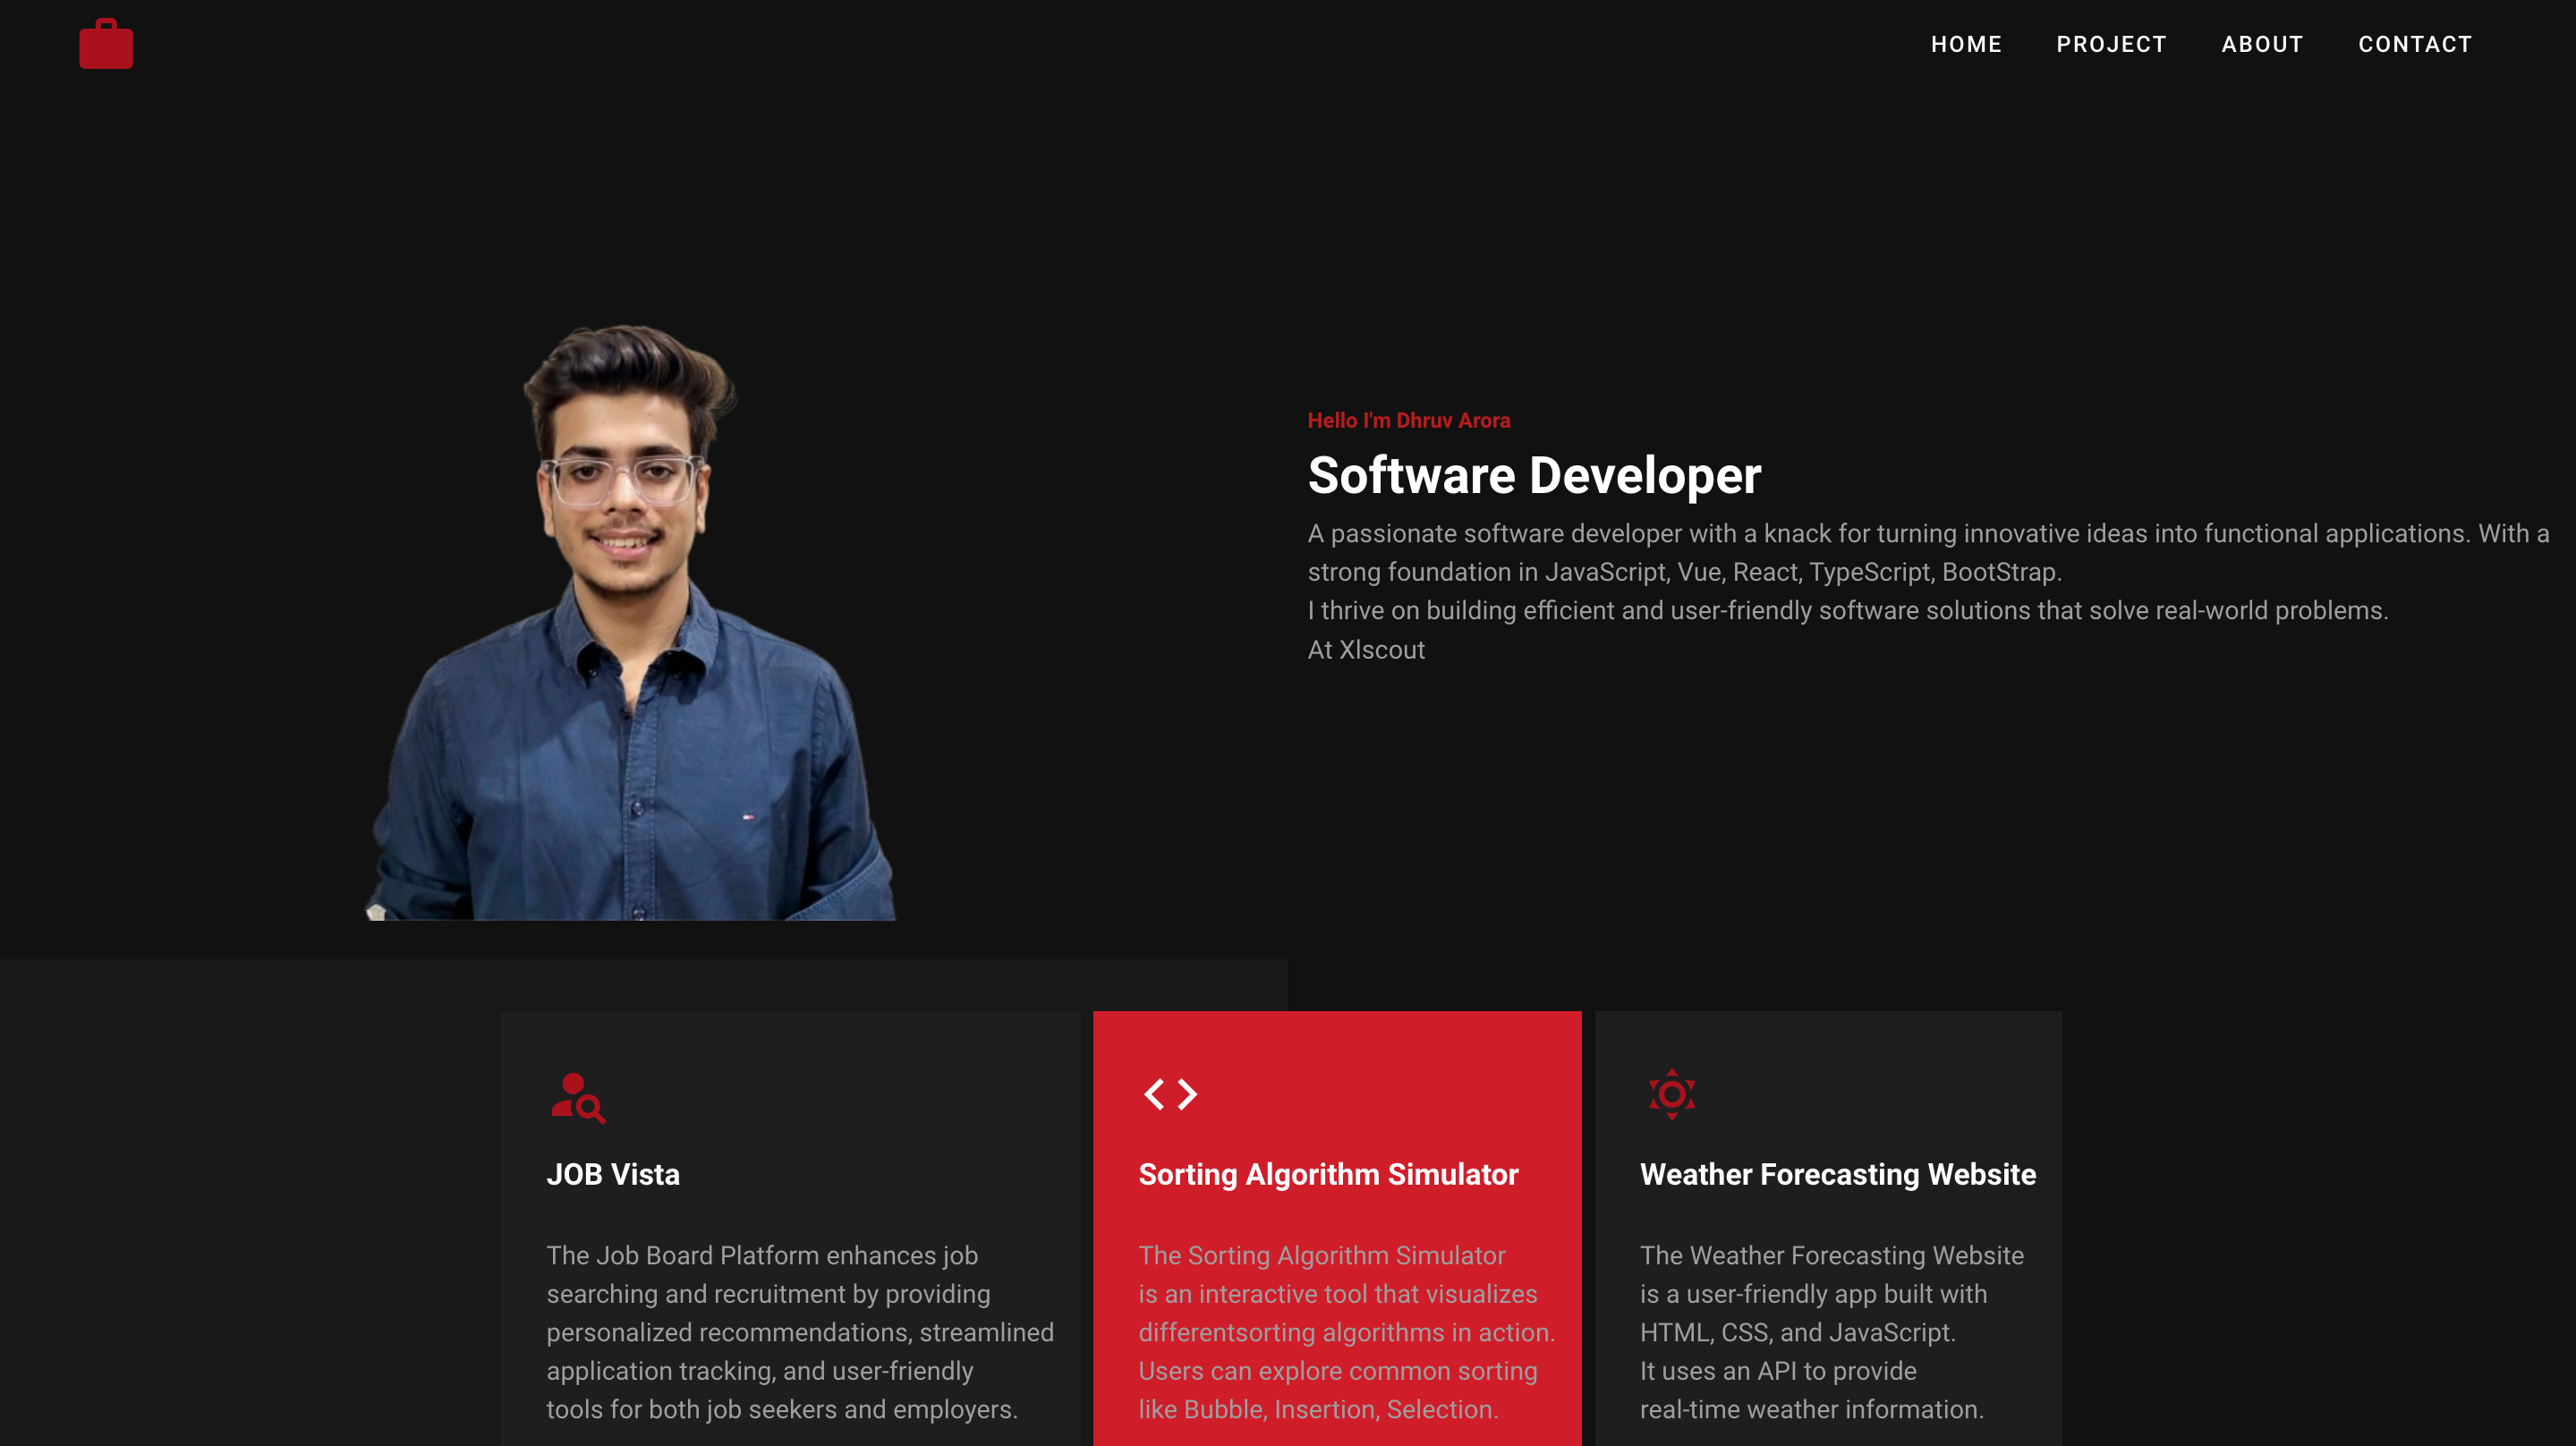 HOME PROJECT ABOUT CONTACT
Hello I'm Dhruv Arora
Software Developer
A passionate software developer with a knack for turning innovative ideas into functional applications. With a
strong foundation in JavaScript, Vue, React, TypeScript, BootStrap.
I thrive on building efficient and user-friendly software solutions that solve real-world problems.
At Xlscout
JOB Vista
The Job Board Platform enhances job
searching and recruitment by providing
personalized recommendations, streamlined
application tracking, and user-friendly
tools for both job seekers and employers.
Sorting Algorithm Simulator
The Sorting Algorithm Simulator
is an interactive tool that visualizes
differentsorting algorithms in action.
Users can explore common sorting
like Bubble, Insertion, Selection.
Weather Forecasting Website
The Weather Forecasting Website
is a user-friendly app built with
HTML, CSS, and JavaScript.
It uses an API to provide
real-time weather information.